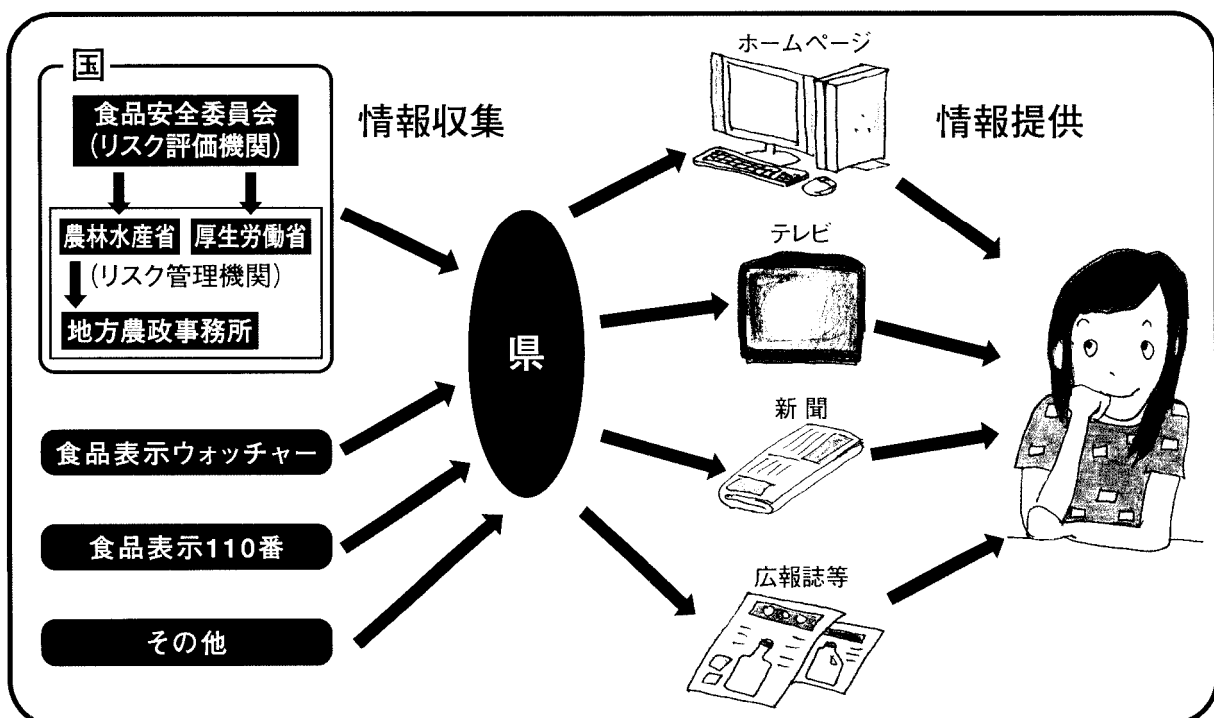 国
食品安全委員会
(リスク評価機関)
農林水産省
厚生労働省
(リスク管理機関)
地方農政事務所
食品表示ウォッチャー
食品表示110番
その他
情報収集
県
ホームページ
テレビ
新聞
広報誌等
情報提供